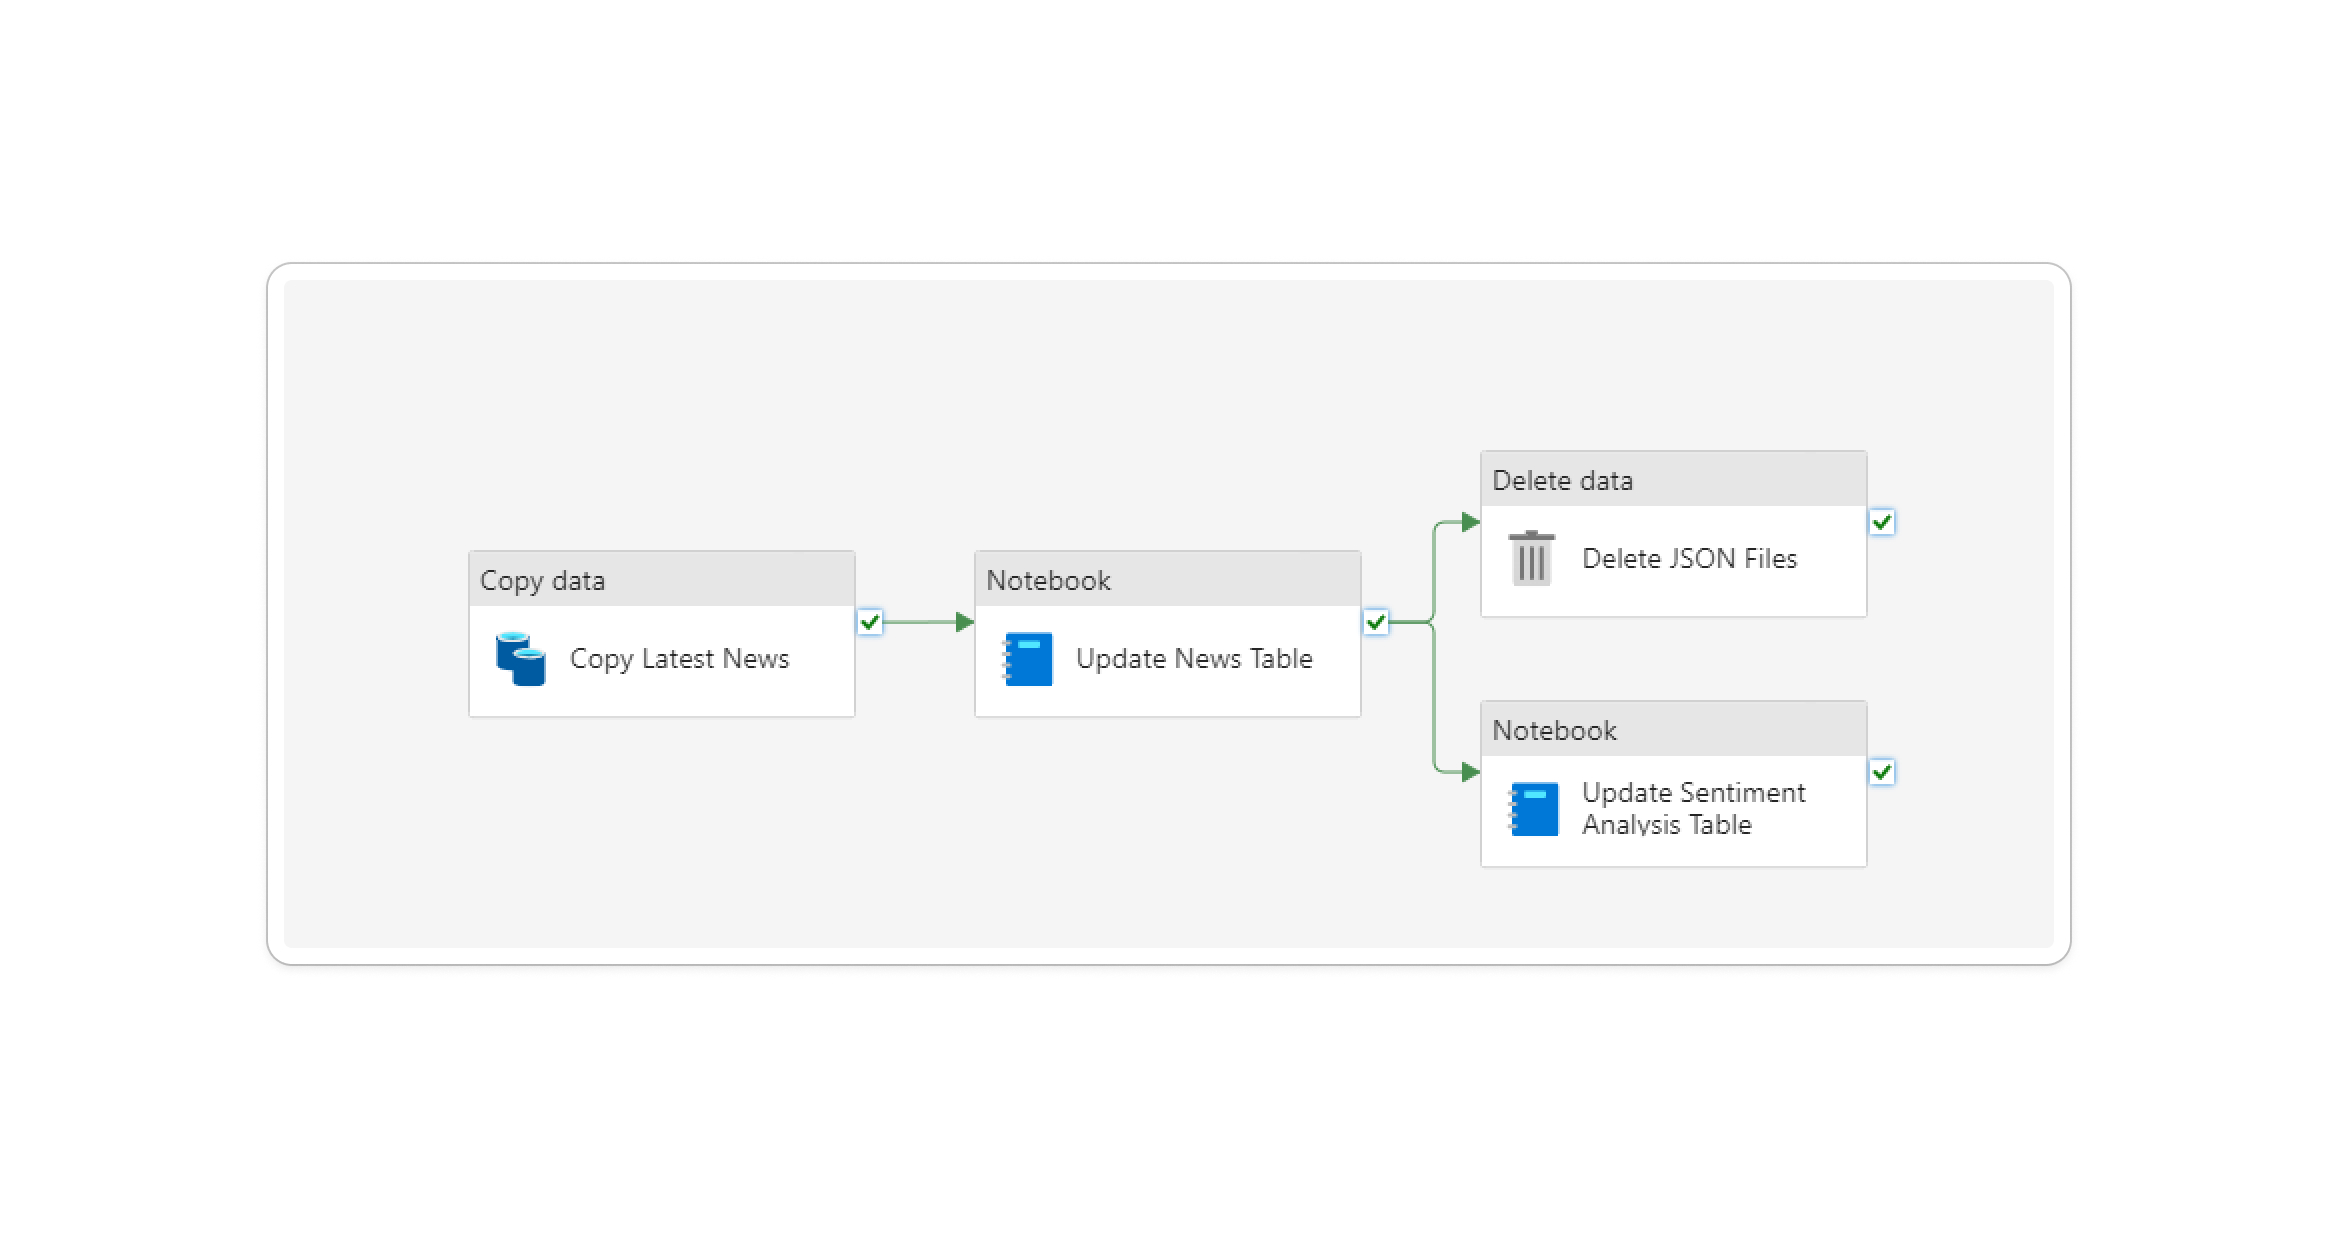 Copy data
Copy Latest News
Notebook
Update News Table
Delete data
Delete JSON Files
Notebook
Update Sentiment
Analysis Table